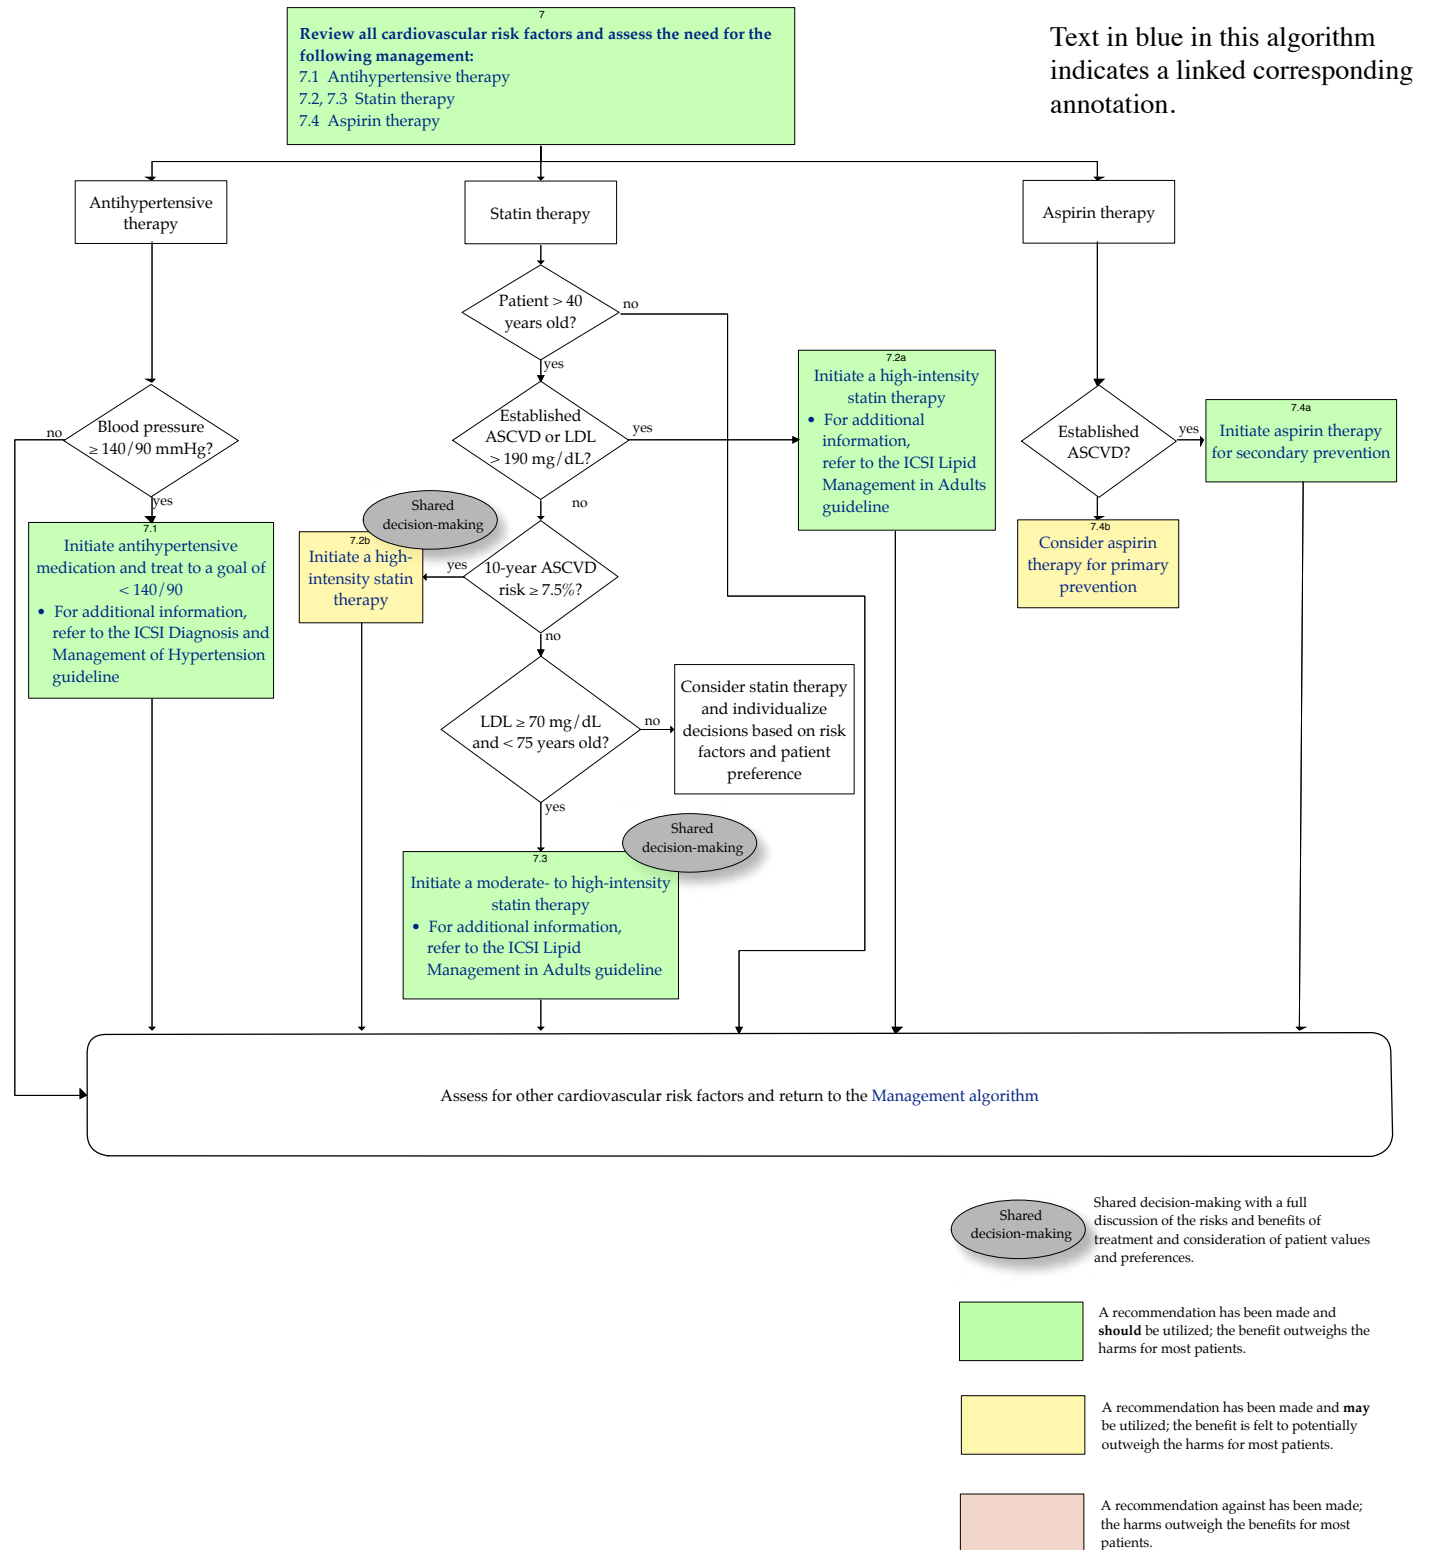 7
Review all cardiovascular risk factors and assess the need for the
following management:
7.1 Antihypertensive therapy
7.2, 7.3 Statin therapy
7.4 Aspirin therapy
Text in blue in this algorithm
indicates a linked corresponding
annotation.
Antihypertensive
therapy
Statin therapy
Aspirin therapy
Patient > 40
years old?
no
yes
Blood pressure
≥ 140/90 mmHg?
no
yes
Established
ASCVD or LDL
> 190 mg/dL?
yes
no
7.2a
Initiate a high-intensity
statin therapy
• For additional
information,
refer to the ICSI Lipid
Management in Adults
guideline
Established
ASCVD?
yes
7.4a
Initiate aspirin therapy
for secondary prevention
7.4b
Consider aspirin
therapy for primary
prevention
7.1
Initiate antihypertensive
medication and treat to a goal of
< 140/90
• For additional information,
refer to the ICSI Diagnosis and
Management of Hypertension
guideline
Shared
decision-making
7.2b
Initiate a high-
intensity statin
therapy
yes
10-year ASCVD
risk ≥ 7.5%?
no
LDL ≥ 70 mg/dL
and < 75 years old?
no
yes
Consider statin therapy
and individualize
decisions based on risk
factors and patient
preference
Shared
decision-making
7.3
Initiate a moderate- to high-intensity
statin therapy
• For additional information,
refer to the ICSI Lipid
Management in Adults guideline
Assess for other cardiovascular risk factors and return to the Management algorithm
Shared
decision-making
Shared decision-making with a full
discussion of the risks and benefits of
treatment and consideration of patient values
and preferences.
A recommendation has been made and
should be utilized; the benefit outweighs the
harms for most patients.
A recommendation has been made and may
be utilized; the benefit is felt to potentially
outweigh the harms for most patients.
A recommendation against has been made;
the harms outweigh the benefits for most
patients.